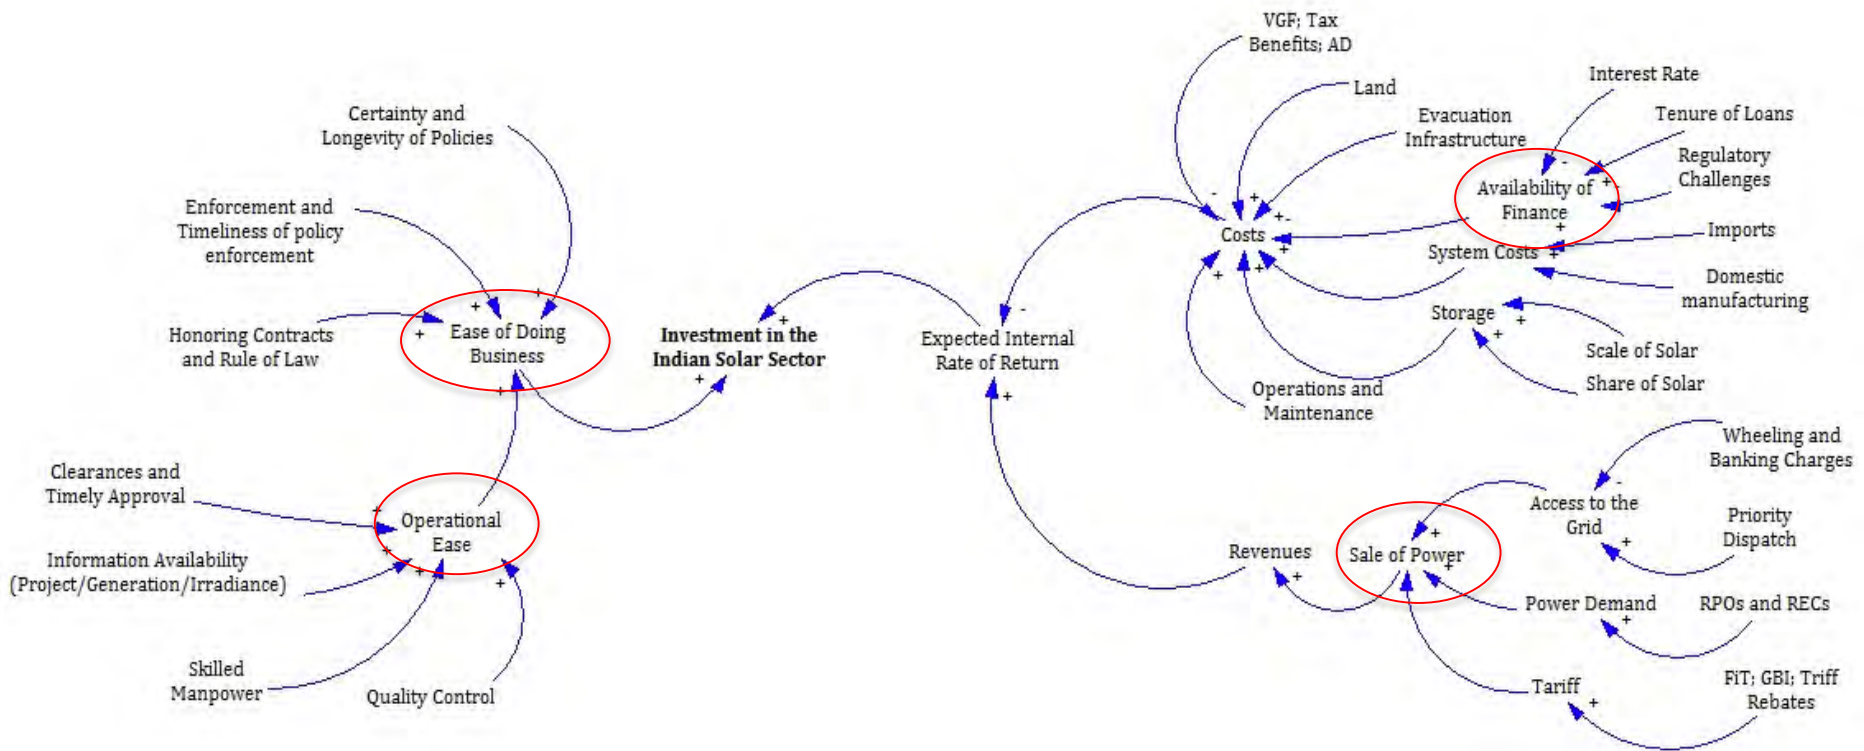 VGF; Tax
Benefits; AD
Land
Evacuation
Infrastructure
Interest Rate
Tenure of Loans
Regulatory
Challenges
Availability of
Finance
Imports
Costs
System Costs
Domestic
manufacturing
Storage
Scale of Solar
Share of Solar
Operations and
Maintenance
Certainty and
Longevity of Policies
Enforcement and
Timeliness of policy
enforcement
Honoring Contracts
and Rule of Law
Ease of Doing
Business
Investment in the
Indian Solar Sector
Expected Internal
Rate of Return
Clearances and
Timely Approval
Operational
Ease
Information Availability
(Project/Generation/Irradiance)
Skilled
Manpower
Quality Control
Wheeling and
Banking Charges
Access to the
Grid
Priority
Dispatch
Revenues
Sale of Power
Power Demand
RPOs and RECs
Tariff
FiT; GBI; Triff
Rebates